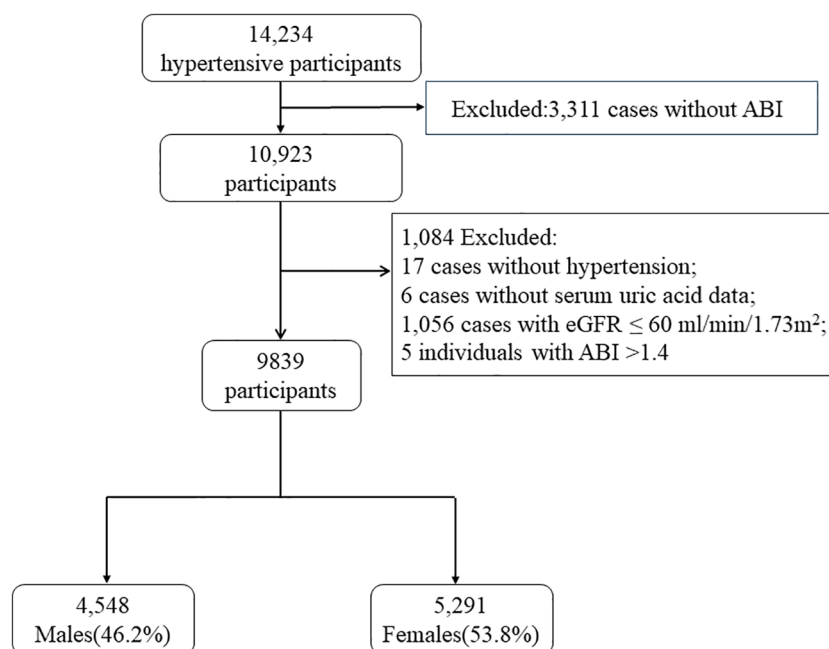 14,234
hypertensive participants
Excluded:3,311 cases without ABI
10,923
participants
1,084 Excluded:
17 cases without hypertension;
6 cases without serum uric acid data;
1,056 cases with eGFR ≤ 60 ml/min/1.73m²;
5 individuals with ABI >1.4
9839
participants
4,548
Males(46.2%)
5,291
Females(53.8%)